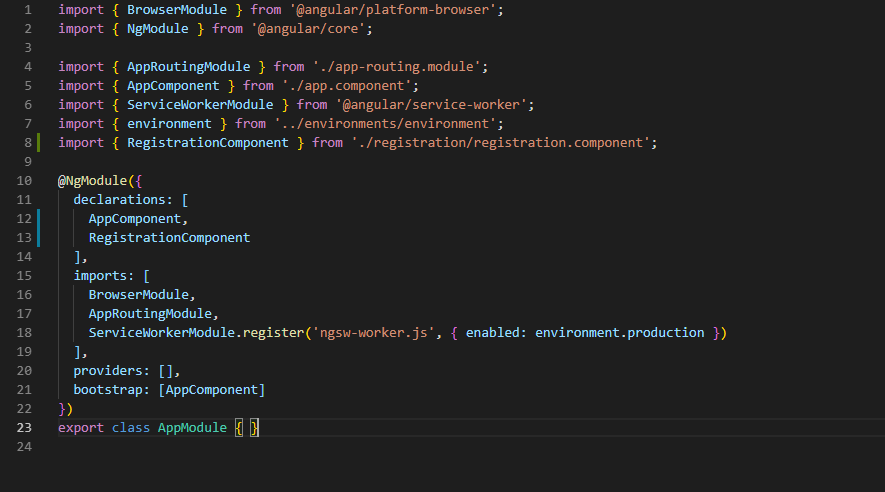 1 import { BrowserModule } from '@angular/platform-browser';
2 import { NgModule } from '@angular/core';
3
4 import { AppRoutingModule } from './app-routing.module';
5 import { AppComponent } from './app.component';
6 import { ServiceWorkerModule } from '@angular/service-worker';
7 import { environment } from '../environments/environment';
8 import { RegistrationComponent } from './registration/registration.component';
9
10 @NgModule({
11   declarations: [
12     AppComponent,
13     RegistrationComponent
14   ],
15   imports: [
16     BrowserModule,
17     AppRoutingModule,
18     ServiceWorkerModule.register('ngsw-worker.js', { enabled: environment.production })
19   ],
20   providers: [],
21   bootstrap: [AppComponent]
22 })
23 export class AppModule { }
24